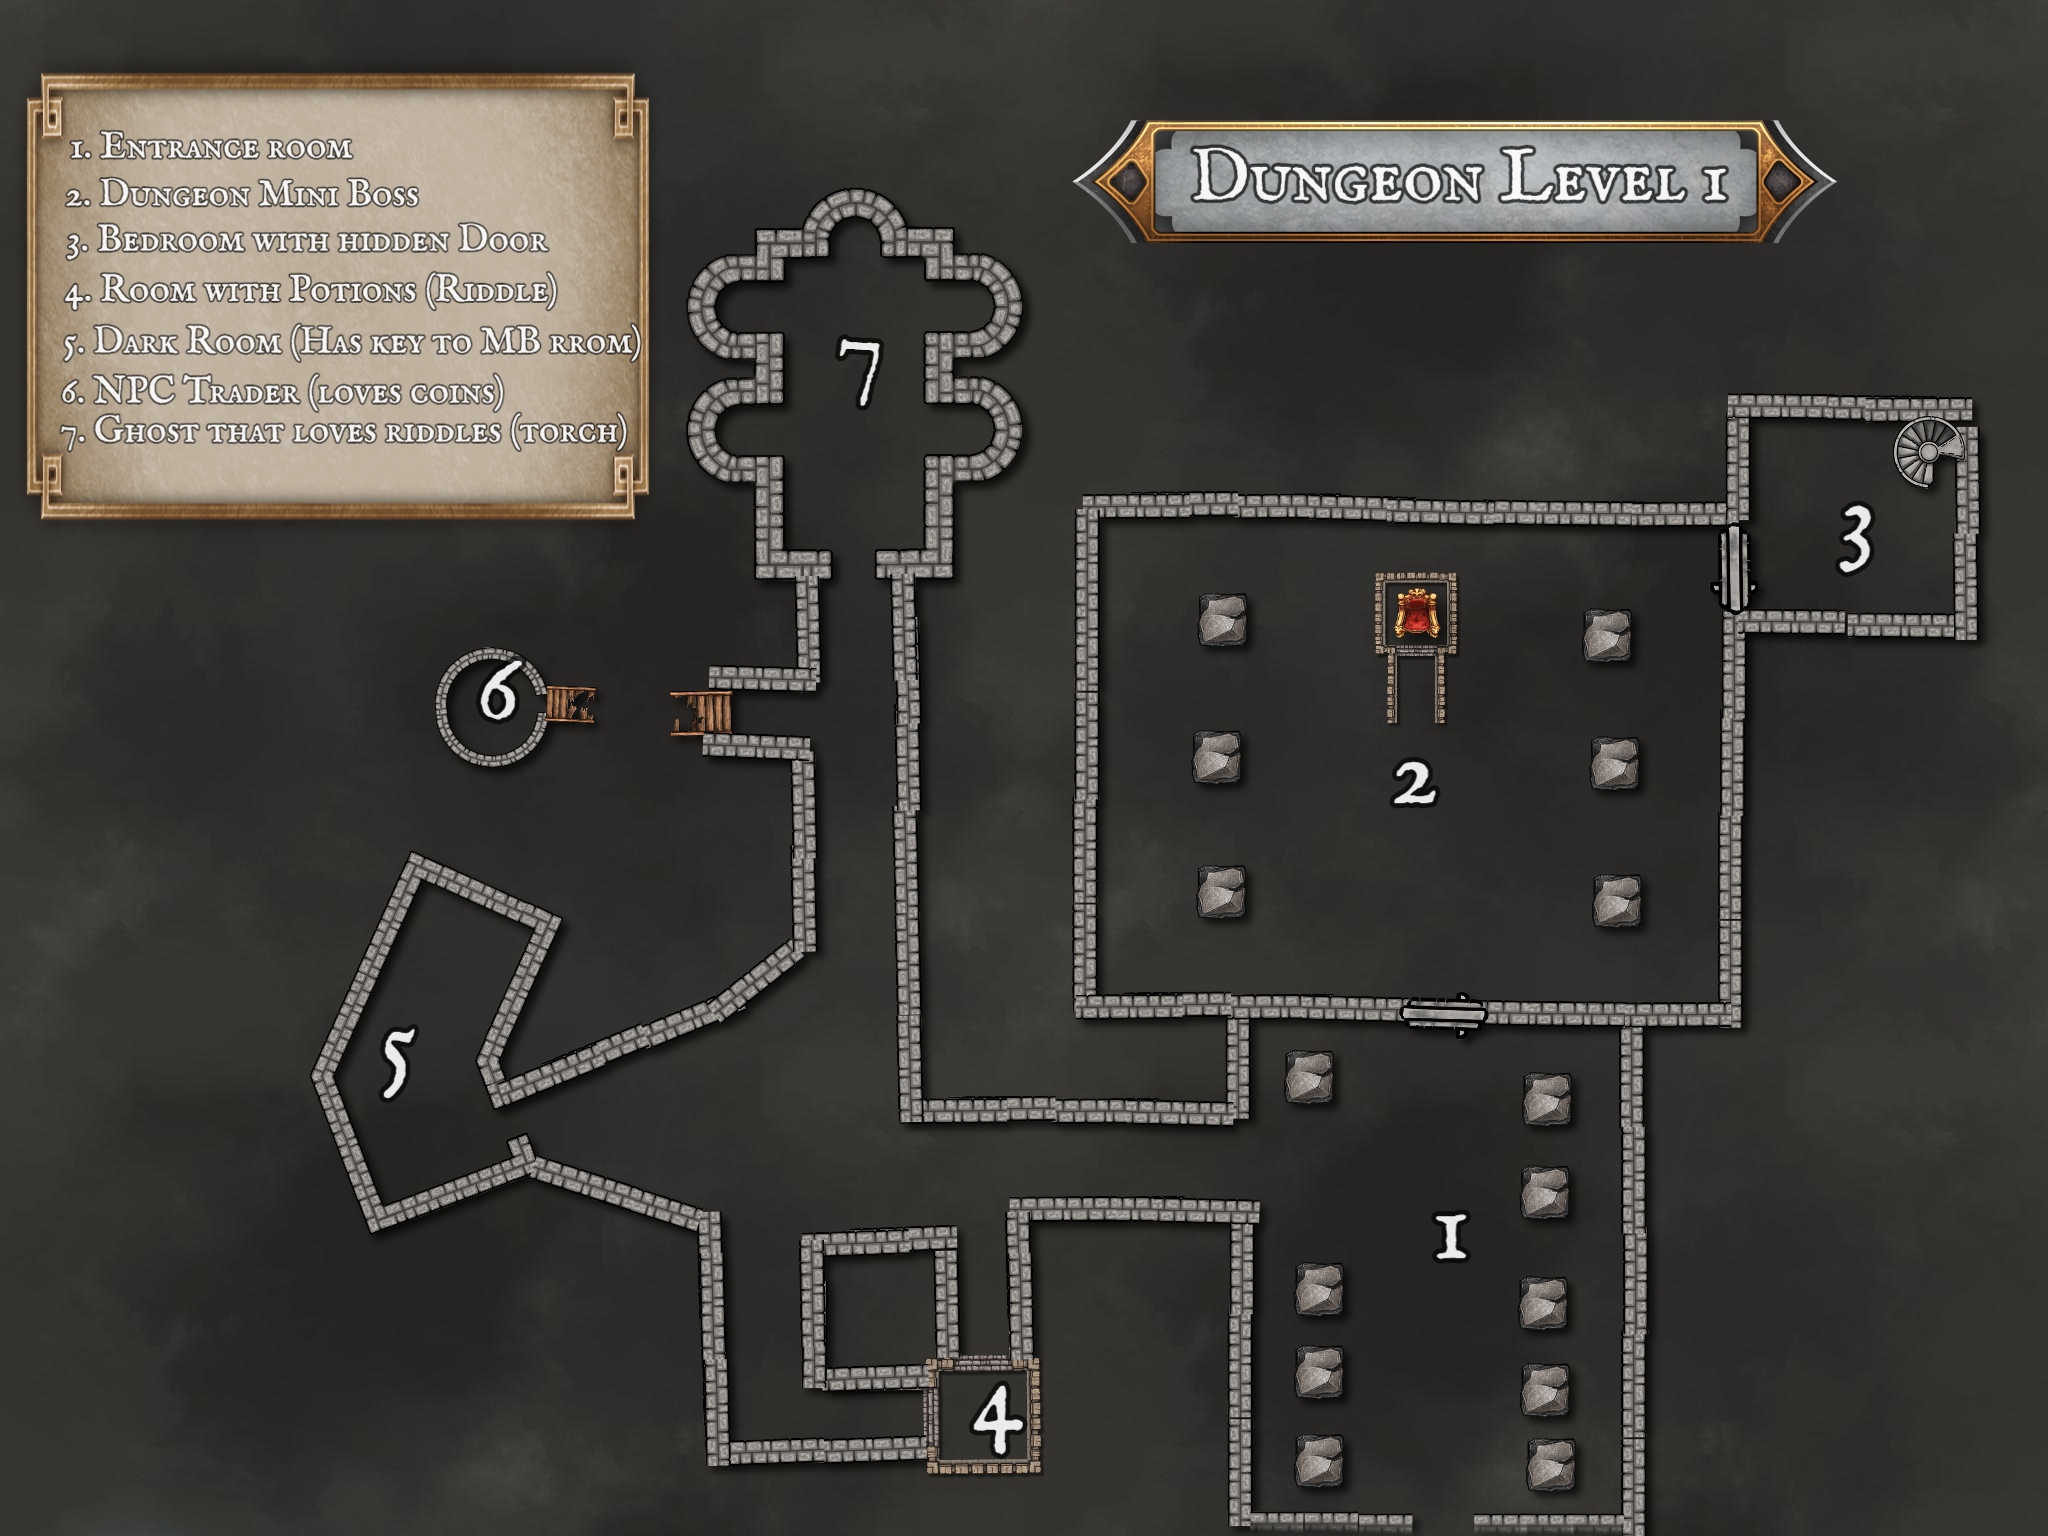 Dungeon Level 1
1. Entrance room
2. Dungeon Mini Boss
3. Bedroom with hidden Door
4. Room with Potions (Riddle)
5. Dark Room (Has key to MB rrom)
6. NPC Trader (loves coins)
7. Ghost that loves riddles (torch)
7
3
6
2
5
1
4